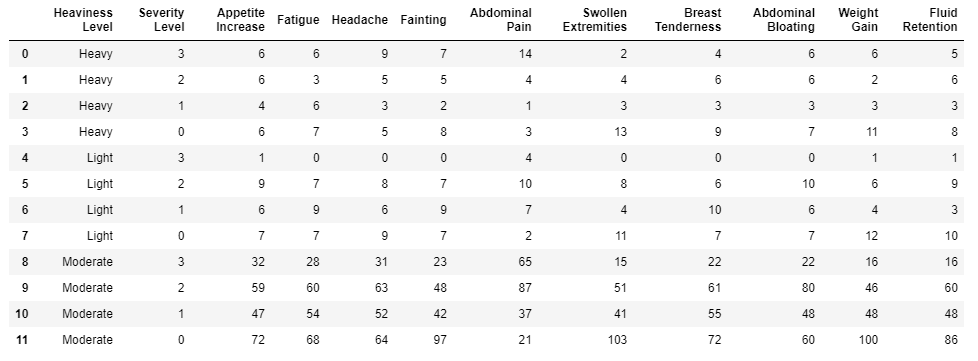 Heaviness Level Severity Level Appetite Increase Fatigue Headache Fainting Abdominal Pain Swollen Extremities Breast Tenderness Abdominal Bloating Weight Gain Fluid Retention
0 Heavy 3 6 6 9 7 14 2 4 6 6 5
1 Heavy 2 6 3 5 5 4 4 6 6 2 6
2 Heavy 1 4 6 3 2 1 3 3 3 3 3
3 Heavy 0 6 7 5 8 3 13 9 7 11 8
4 Light 3 1 0 0 0 4 0 0 0 1 1
5 Light 2 9 7 8 7 10 8 6 10 6 9
6 Light 1 6 9 6 9 7 4 10 6 4 3
7 Light 0 7 7 9 7 2 11 7 7 12 10
8 Moderate 3 32 28 31 23 65 15 22 22 16 16
9 Moderate 2 59 60 63 48 87 51 61 80 46 60
10 Moderate 1 47 54 52 42 37 41 55 48 48 48
11 Moderate 0 72 68 64 97 21 103 72 60 100 86